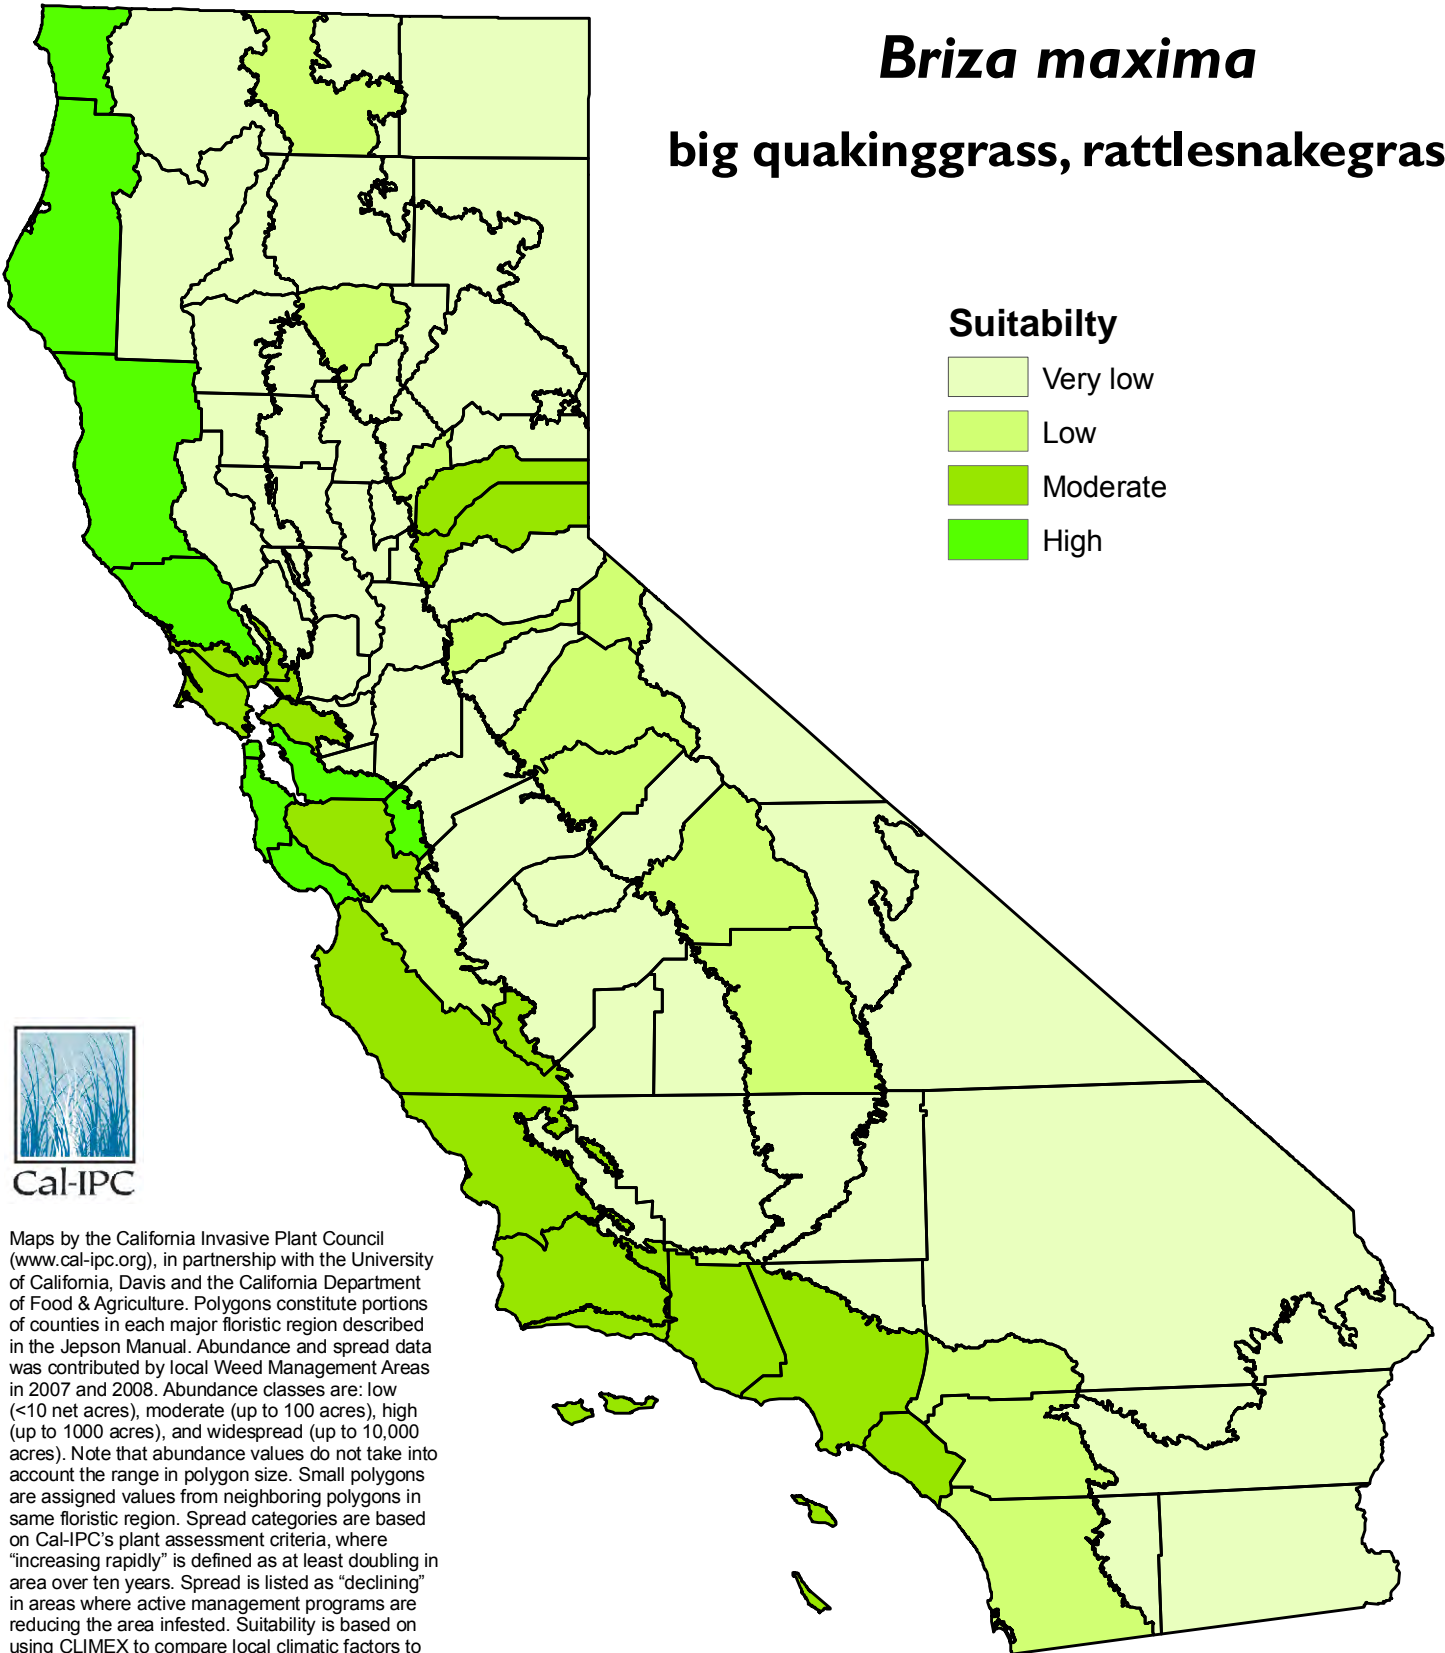 Briza maxima
big quakinggrass, rattlesnakegras
Suitabilty
Very low
Low
Moderate
High
Cal-IPC
Maps by the California Invasive Plant Council
(www.cal-ipc.org), in partnership with the University
of California, Davis and the California Department
of Food & Agriculture. Polygons constitute portions
of counties in each major floristic region described
in the Jepson Manual. Abundance and spread data
was contributed by local Weed Management Areas
in 2007 and 2008. Abundance classes are: low
(<10 net acres), moderate (up to 100 acres), high
(up to 1000 acres), and widespread (up to 10,000
acres). Note that abundance values do not take into
account the range in polygon size. Small polygons
are assigned values from neighboring polygons in
same floristic region. Spread categories are based
on Cal-IPC's plant assessment criteria, where
“increasing rapidly” is defined as at least doubling in
area over ten years. Spread is listed as “declining”
in areas where active management programs are
reducing the area infested. Suitability is based on
using CLIMEX to compare local climatic factors to